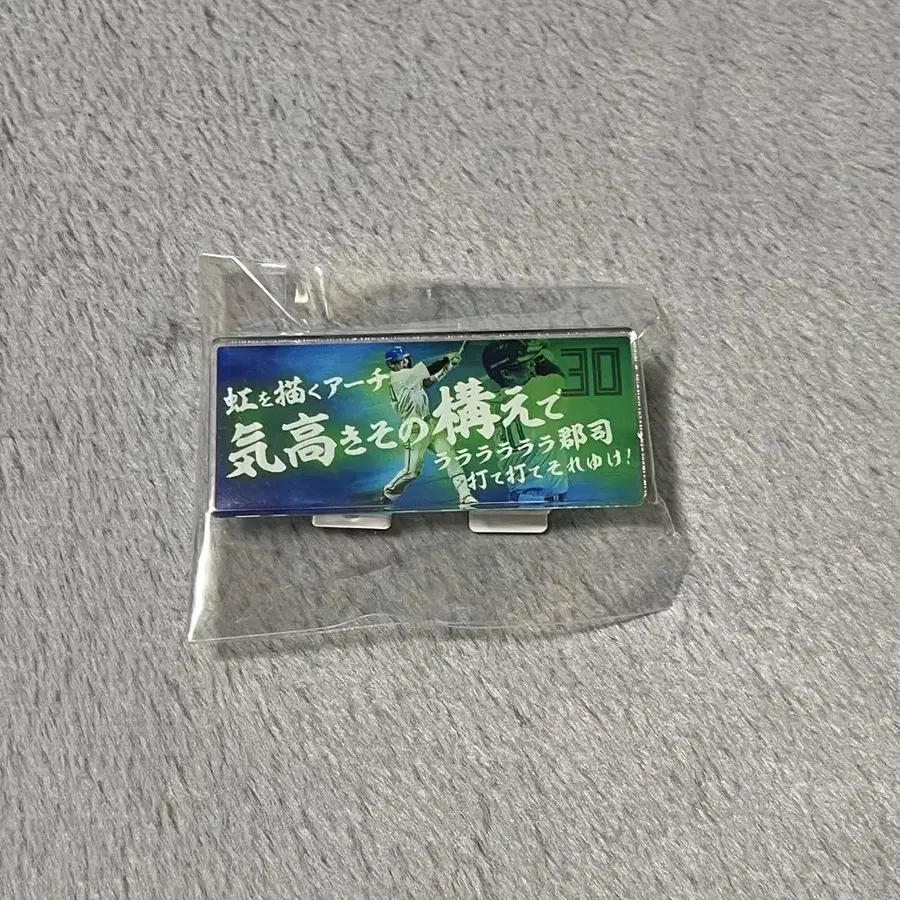 虹を描くアーチ
30
気高きその構えで
ララララララ郡司
打て打てそれゆけ!